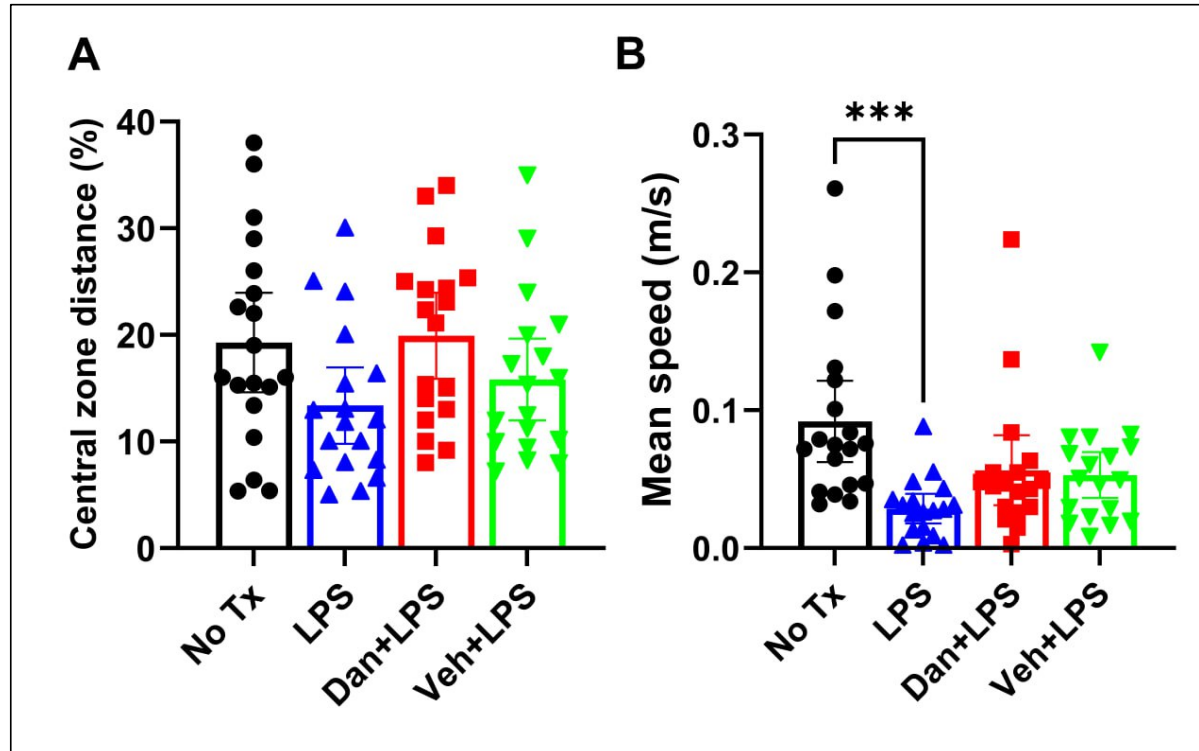 A
Central zone distance (%)
40
30
20
10
0
No Tx
LPS
Dan+LPS
Veh+LPS
B
Mean speed (m/s)
0.3
0.2
0.1
0.0
***
No Tx
LPS
Dan+LPS
Veh+LPS